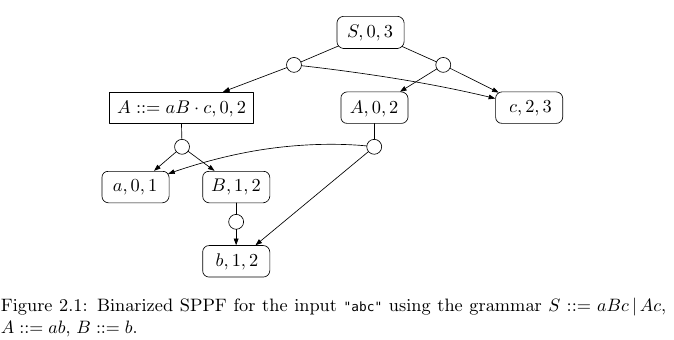 S, 0, 3
A ::= aB · c, 0, 2
A, 0, 2
c, 2, 3
a, 0, 1
B, 1, 2
b, 1, 2
Figure 2.1: Binarized SPPF for the input "abc" using the grammar S ::= aBc | Ac,
A ::= ab, B ::= b.